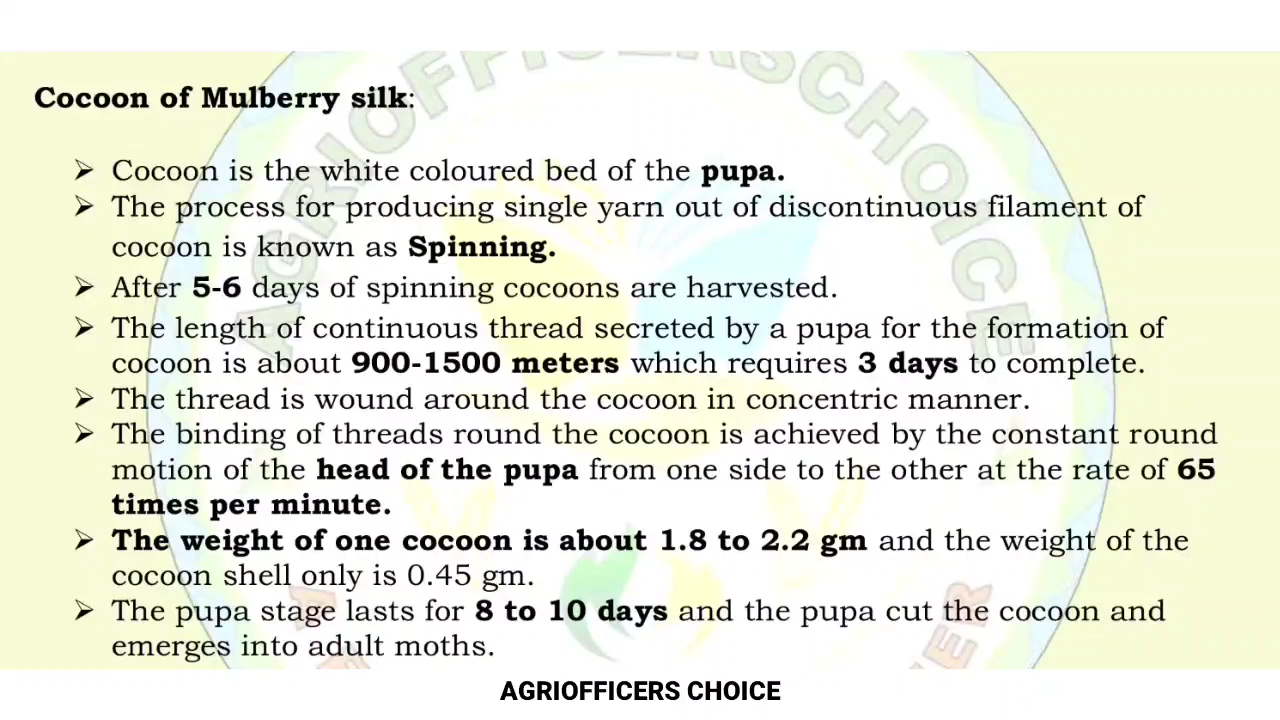 Cocoon of Mulberry silk:
➢ Cocoon is the white coloured bed of the pupa.
➢ The process for producing single yarn out of discontinuous filament of
cocoon is known as Spinning.
➢ After 5-6 days of spinning cocoons are harvested.
➢ The length of continuous thread secreted by a pupa for the formation of
cocoon is about 900-1500 meters which requires 3 days to complete.
➢ The thread is wound around the cocoon in concentric manner.
➢ The binding of threads round the cocoon is achieved by the constant round
motion of the head of the pupa from one side to the other at the rate of 65
times per minute.
➢ The weight of one cocoon is about 1.8 to 2.2 gm and the weight of the
cocoon shell only is 0.45 gm.
➢ The pupa stage lasts for 8 to 10 days and the pupa cut the cocoon and
emerges into adult moths.
AGRIOFFICERSCHOICE
AGRIOFFICERS CHOICE